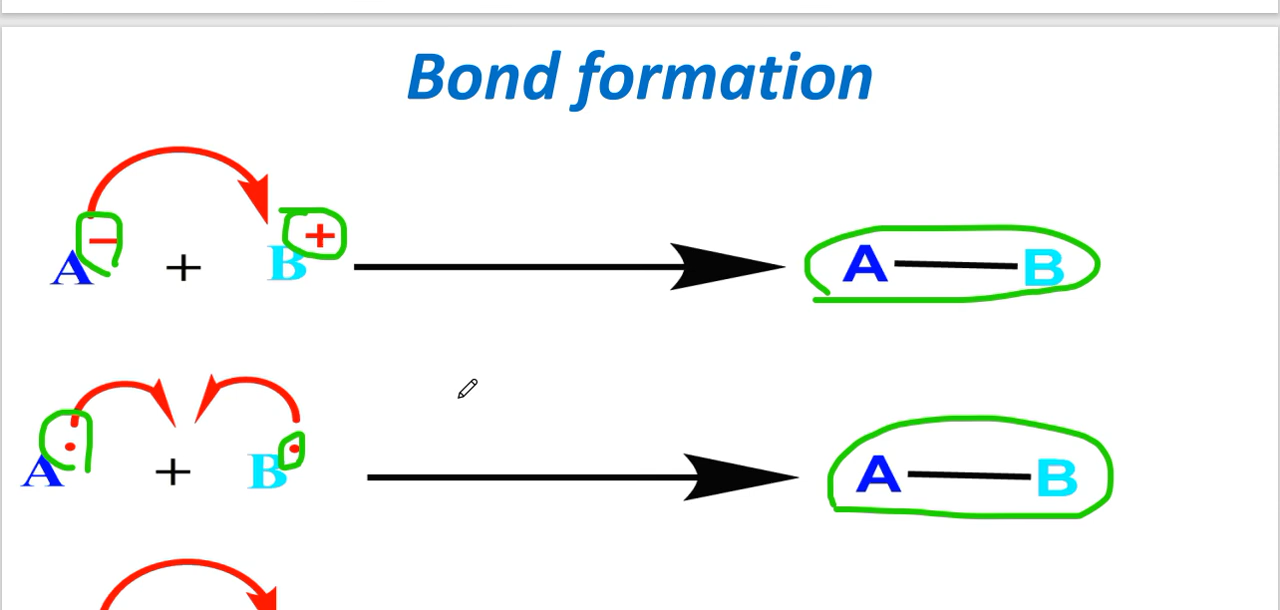 Bond formation
A− + B+ A — B
A• + B• A — B